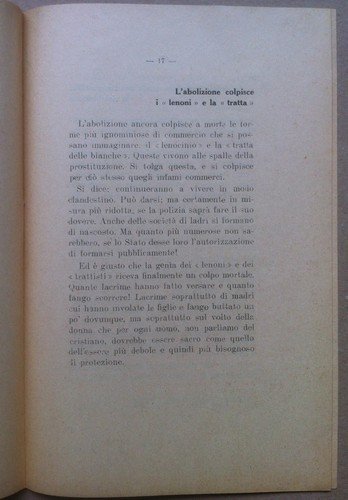 — 17 —
L'abolizione colpisce
i « lenoni » e la « tratta »
L'abolizione ancora colpisce a morte le for
me più ignominiose di commercio che si pos
sano immaginare. il « lenocinio » e la « tratta
delle bianche ». Queste vivono alle spalle della
prostituzione. Si tolga questa, e si colpisce
per ciò stesso quegli infami commerci.
Si dice: continueranno a vivere in modo
clandestino. Può darsi; ma certamente in mi-
sura più ridotta, se la polizia saprà fare il suo
dovere. Anche delle società di ladri si formano
di nascosto. Ma quanto più numerose non sa-
rebbero, se lo Stato desse loro l'autorizzazione
di formarsi pubblicamente!
Ed è giusto che la genta dei « lenoni » e dei
« trattisti » riceva finalmente un colpo mortale.
Quante lacrime hanno fatto versare e quanto
fango scorrere! Lacrime soprattutto di madri
cui hanno involate le figlie e fango buttato un
po' dovunque, ma soprattutto sul volto della
donna che per ogni uomo, non parliamo del
cristiano, dovrebbe essere sacro come quello
dell'essere più debole e quindi più bisognoso
di protezione.